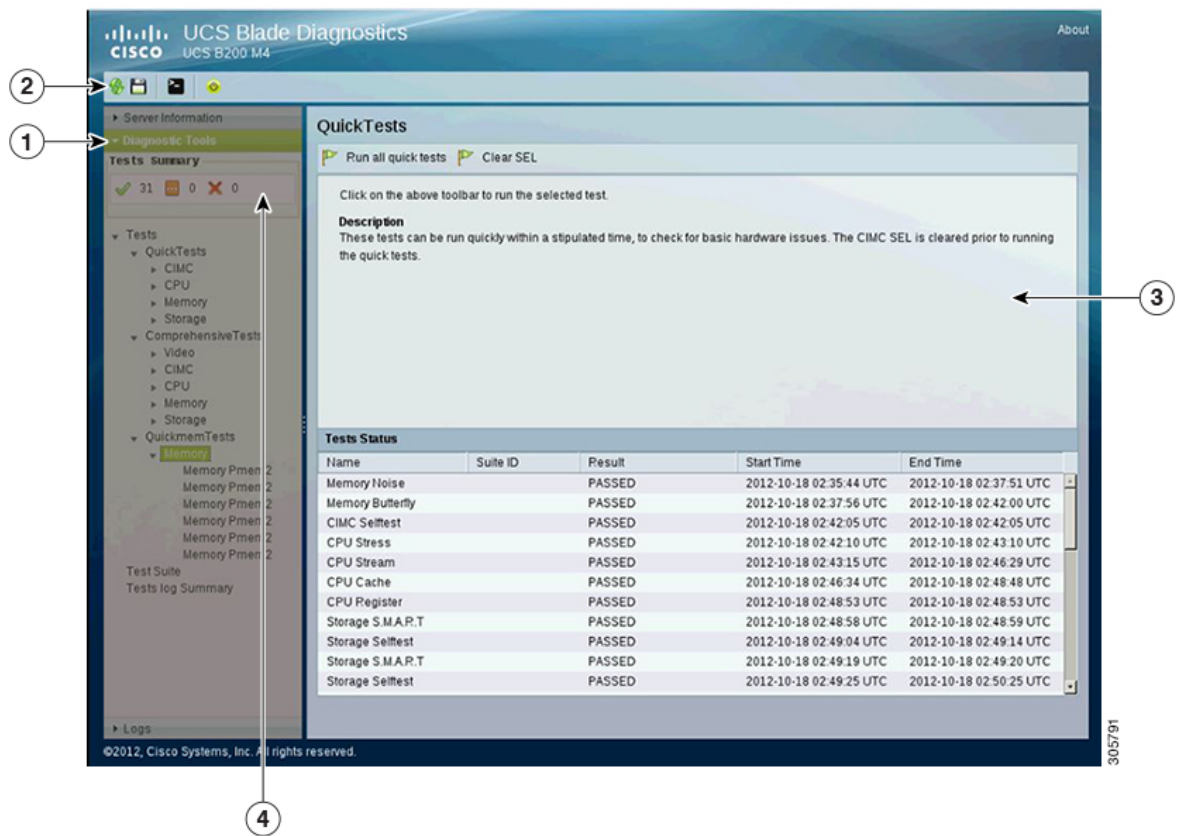 UCS Blade Diagnostics
CISCO UCS B200 M4
About
2
1
Server Information
Diagnostic Tools
Tests Summary
31 0 0
Tests
QuickTests
CIMC
CPU
Memory
Storage
ComprehensiveTests
Video
CIMC
CPU
Memory
Storage
QuickmemTests
Memory
Memory Pmem2
Memory Pmem2
Memory Pmem2
Memory Pmem2
Memory Pmem2
Memory Pmem2
Test Suite
Tests log Summary
Logs
QuickTests
Run all quick tests Clear SEL
Click on the above toolbar to run the selected test.
Description
These tests can be run quickly within a stipulated time, to check for basic hardware issues. The CIMC SEL is cleared prior to running
the quick tests.
3
Tests Status
Name Suite ID Result Start Time End Time
Memory Noise PASSED 2012-10-18 02:35:44 UTC 2012-10-18 02:37:51 UTC
Memory Butterfly PASSED 2012-10-18 02:37:56 UTC 2012-10-18 02:42:00 UTC
CIMC Selftest PASSED 2012-10-18 02:42:05 UTC 2012-10-18 02:42:05 UTC
CPU Stress PASSED 2012-10-18 02:42:10 UTC 2012-10-18 02:43:10 UTC
CPU Stream PASSED 2012-10-18 02:43:15 UTC 2012-10-18 02:46:29 UTC
CPU Cache PASSED 2012-10-18 02:46:34 UTC 2012-10-18 02:48:48 UTC
CPU Register PASSED 2012-10-18 02:48:53 UTC 2012-10-18 02:48:53 UTC
Storage S.M.A.R.T PASSED 2012-10-18 02:48:58 UTC 2012-10-18 02:48:59 UTC
Storage Selftest PASSED 2012-10-18 02:49:04 UTC 2012-10-18 02:49:14 UTC
Storage S.M.A.R.T PASSED 2012-10-18 02:49:19 UTC 2012-10-18 02:49:20 UTC
Storage Selftest PASSED 2012-10-18 02:49:25 UTC 2012-10-18 02:50:25 UTC
©2012, Cisco Systems, Inc. All rights reserved.
305791
4